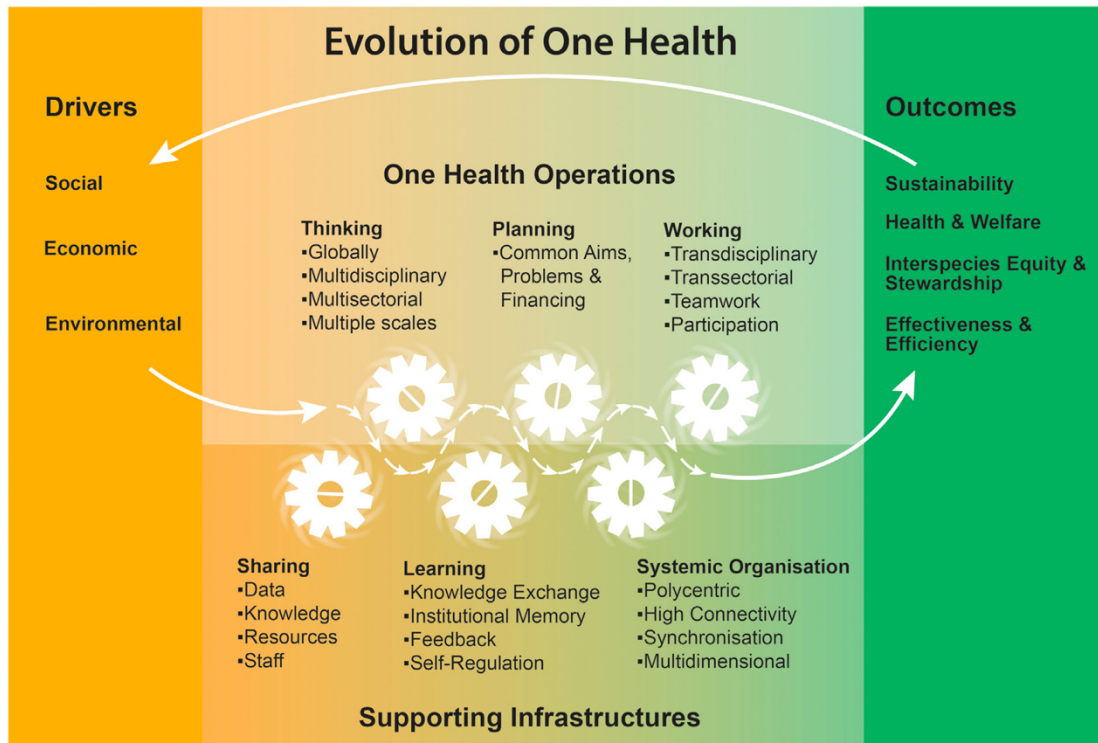 Evolution of One Health
Drivers
Social
Economic
Environmental
One Health Operations
Thinking
▪Globally
▪Multidisciplinary
▪Multisectorial
▪Multiple scales
Planning
▪Common Aims,
Problems &
Financing
Working
▪Transdisciplinary
▪Transsectorial
▪Teamwork
▪Participation
Sharing
▪Data
▪Knowledge
▪Resources
▪Staff
Learning
▪Knowledge Exchange
▪Institutional Memory
▪Feedback
▪Self-Regulation
Systemic Organisation
▪Polycentric
▪High Connectivity
▪Synchronisation
▪Multidimensional
Supporting Infrastructures
Outcomes
Sustainability
Health & Welfare
Interspecies Equity &
Stewardship
Effectiveness &
Efficiency